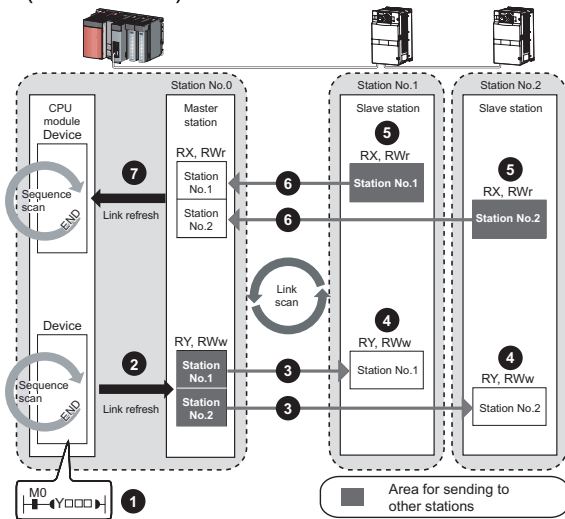 Station No.0
Station No.1
Station No.2
CPU
module
Device
Master
station
Slave station
Slave station
RX, RWr
Station
No.1
Station
No.2
Sequence
scan
END
7
Link refresh
6
6
5
RX, RWr
Station No.1
5
RX, RWr
Station No.2
Link
scan
Device
Sequence
scan
END
2
Link refresh
RY, RWw
Station
No.1
Station
No.2
3
3
4
RY, RWw
Station No.1
4
RY, RWw
Station No.2
M0
Y□□□
1
Area for sending to
other stations